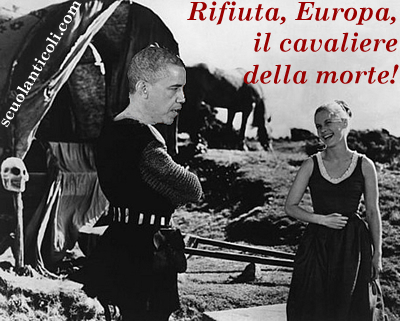 Rifiuta, Europa,
il cavaliere
della morte!
scuolanticoli.com